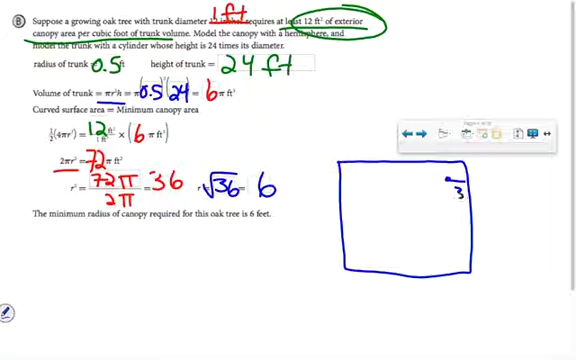 B Suppose a growing oak tree with trunk diameter 12 inches requires at least 12 ft² of exterior
1 ft
canopy area per cubic foot of trunk volume. Model the canopy with a hemisphere, and
model the trunk with a cylinder whose height is 24 times its diameter.
radius of trunk = 0.5 ft height of trunk = 24 ft
Volume of trunk = πr²h = π(0.5)²(24) = 6 π ft³
Curved surface area = Minimum canopy area
½(4πr²) = 12 ft²/1 ft³ × (6 π ft³)
2πr² = 72 π ft²
r² = 72π/2π = 36 r = √36 = 6
The minimum radius of canopy required for this oak tree is 6 feet.
3